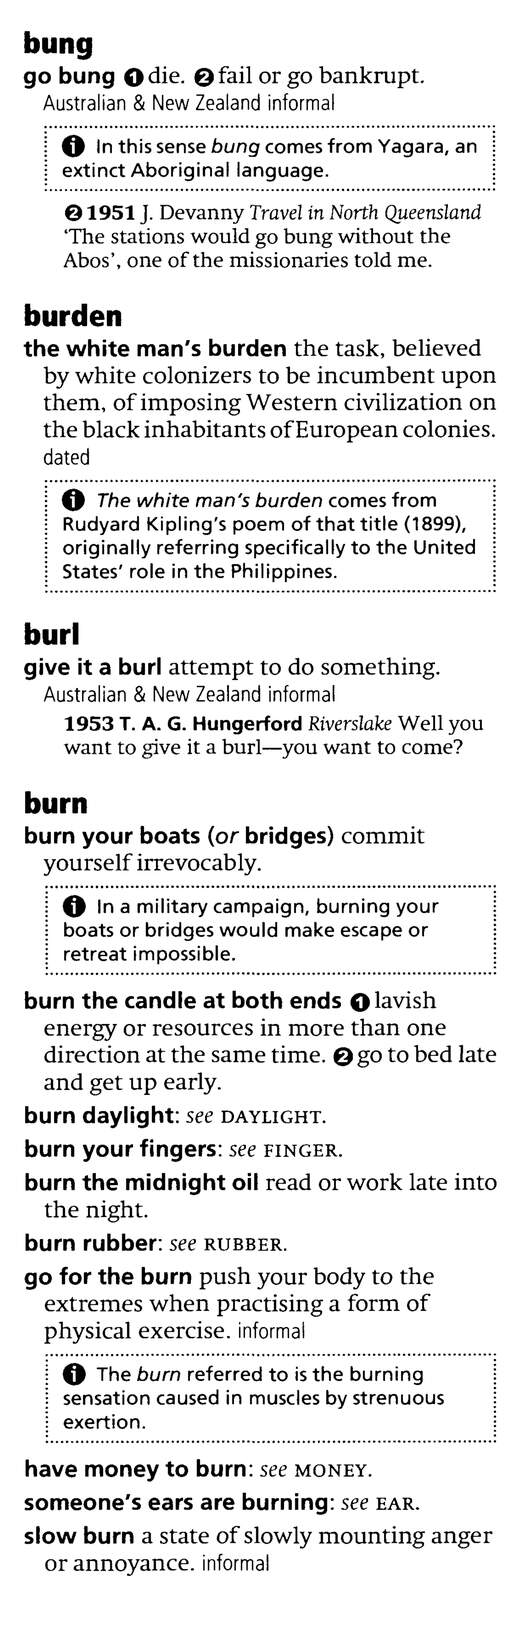 bung
go bung ❶ die. ❷ fail or go bankrupt.
Australian & New Zealand informal
ℹ In this sense bung comes from Yagara, an
extinct Aboriginal language.
❷ 1951 J. Devanny Travel in North Queensland
‘The stations would go bung without the
Abos’, one of the missionaries told me.
burden
the white man's burden the task, believed
by white colonizers to be incumbent upon
them, of imposing Western civilization on
the black inhabitants of European colonies.
dated
ℹ The white man's burden comes from
Rudyard Kipling's poem of that title (1899),
originally referring specifically to the United
States' role in the Philippines.
burl
give it a burl attempt to do something.
Australian & New Zealand informal
1953 T. A. G. Hungerford Riverslake Well you
want to give it a burl—you want to come?
burn
burn your boats (or bridges) commit
yourself irrevocably.
ℹ In a military campaign, burning your
boats or bridges would make escape or
retreat impossible.
burn the candle at both ends ❶ lavish
energy or resources in more than one
direction at the same time. ❷ go to bed late
and get up early.
burn daylight: see DAYLIGHT.
burn your fingers: see FINGER.
burn the midnight oil read or work late into
the night.
burn rubber: see RUBBER.
go for the burn push your body to the
extremes when practising a form of
physical exercise. informal
ℹ The burn referred to is the burning
sensation caused in muscles by strenuous
exertion.
have money to burn: see MONEY.
someone's ears are burning: see EAR.
slow burn a state of slowly mounting anger
or annoyance. informal